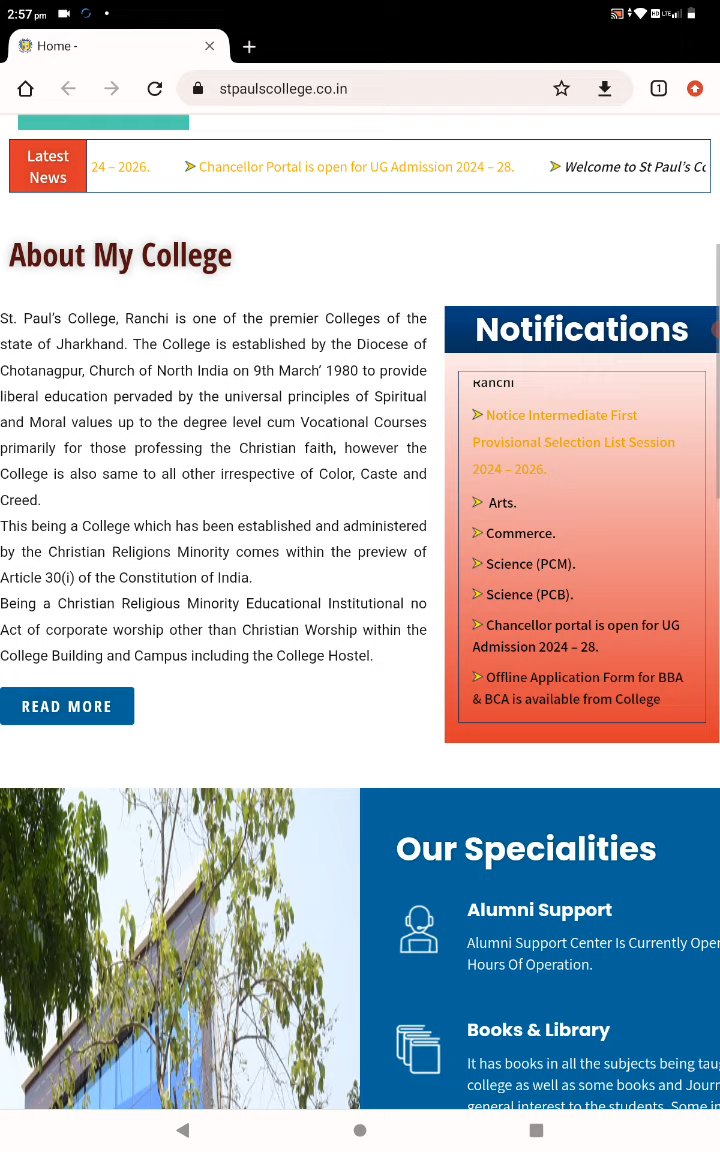 2:57 pm
Home -
stpaulscollege.co.in
1
Latest
News
24 – 2026.
Chancellor Portal is open for UG Admission 2024 – 28.
Welcome to St Paul's Co
About My College
St. Paul's College, Ranchi is one of the premier Colleges of the
state of Jharkhand. The College is established by the Diocese of
Chotanagpur, Church of North India on 9th March' 1980 to provide
liberal education pervaded by the universal principles of Spiritual
and Moral values up to the degree level cum Vocational Courses
primarily for those professing the Christian faith, however the
College is also same to all other irrespective of Color, Caste and
Creed.
This being a College which has been established and administered
by the Christian Religions Minority comes within the preview of
Article 30(i) of the Constitution of India.
Being a Christian Religious Minority Educational Institutional no
Act of corporate worship other than Christian Worship within the
College Building and Campus including the College Hostel.
READ MORE
Notifications
Ranchi
Notice Intermediate First
Provisional Selection List Session
2024 – 2026.
Arts.
Commerce.
Science (PCM).
Science (PCB).
Chancellor portal is open for UG
Admission 2024 – 28.
Offline Application Form for BBA
& BCA is available from College
Our Specialities
Alumni Support
Alumni Support Center Is Currently Oper
Hours Of Operation.
Books & Library
It has books in all the subjects being tau
college as well as some books and Journ
general interest to the students. Some in